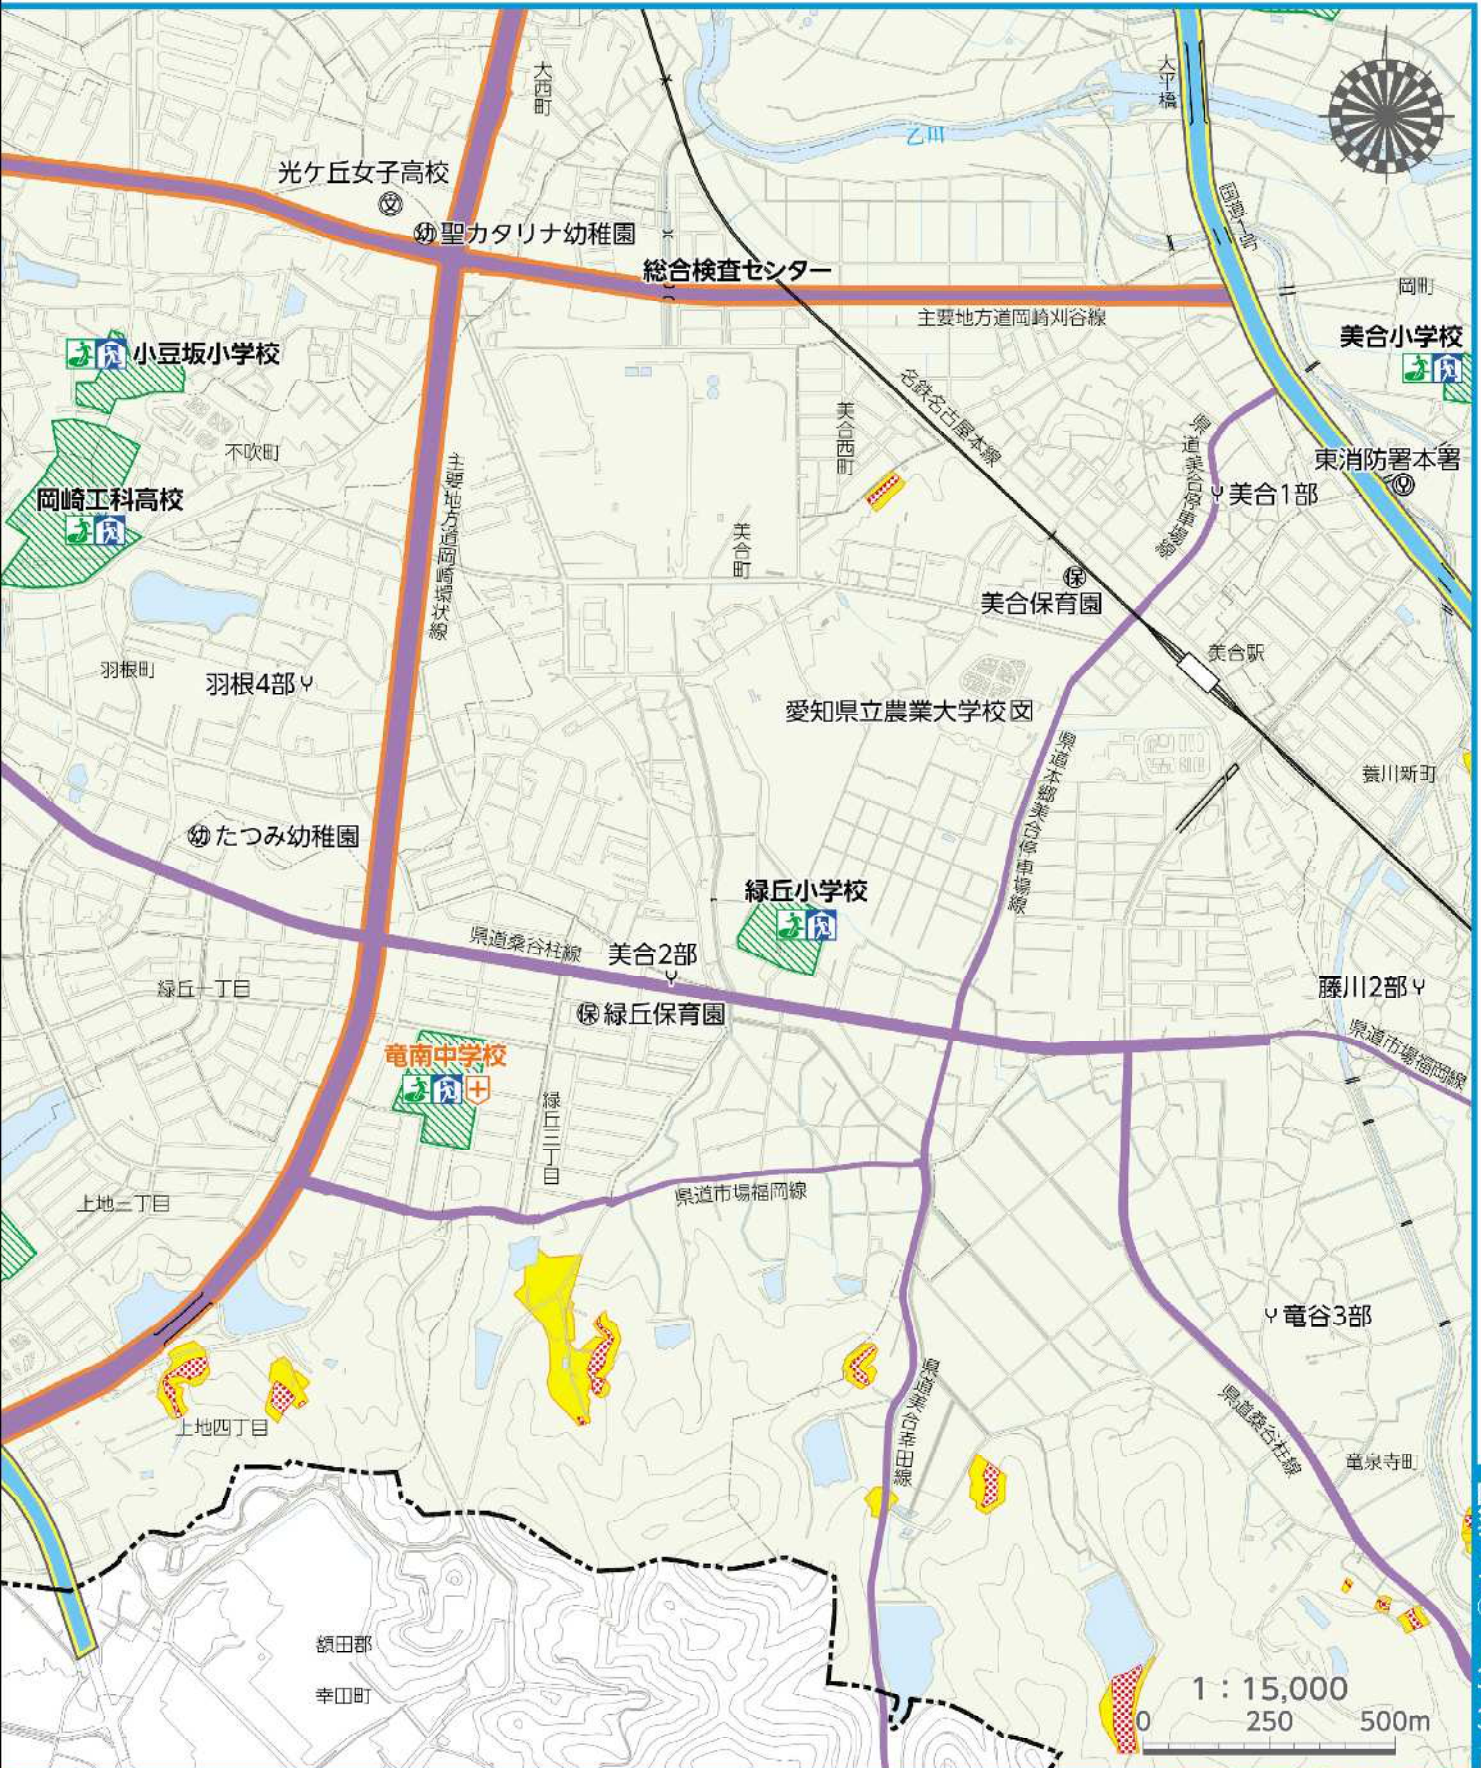 大西町
大平橋
乙川
国道1号
光ケ丘女子高校
文
幼 聖カタリナ幼稚園
総合検査センター
岡町
主要地方道岡崎刈谷線
美合小学校
小豆坂小学校
名鉄名古屋本線
美合西町
県道美合停車場線
不吹町
主要地方道岡崎環状線
東消防署本署
岡崎工科高校
美合1部
美合町
保
美合保育園
美合駅
羽根町
羽根4部
愛知県立農業大学校 文
県道本郷美合停車場線
蓑川新町
幼 たつみ幼稚園
緑丘小学校
県道桑谷柱線
美合2部
緑丘一丁目
藤川2部
保 緑丘保育園
県道市場福岡線
竜南中学校
緑丘三丁目
県道市場福岡線
上地三丁目
竜谷3部
県道美合幸田線
県道桑谷柱線
上地四丁目
竜泉寺町
額田郡
幸田町
1：15,000
0 250 500m